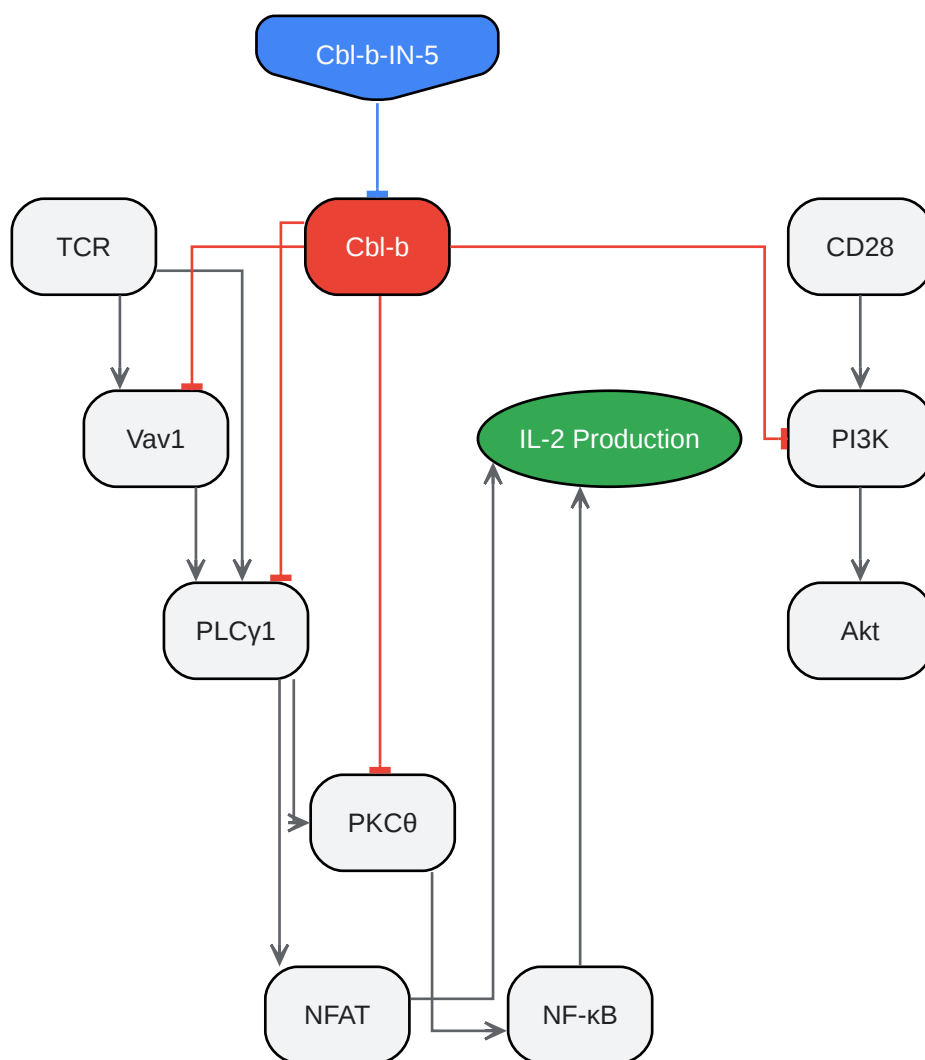 Cbl-b-IN-5
TCR
Cbl-b
CD28
Vav1
IL-2 Production
PI3K
PLCγ1
Akt
PKCθ
NFAT
NF-κB